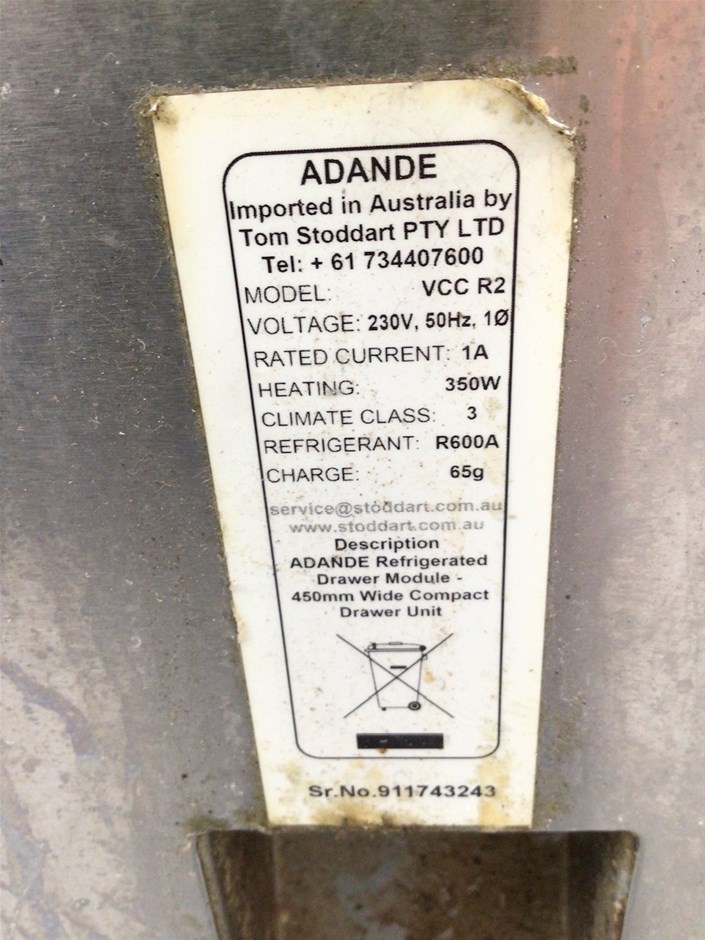 ADANDE
Imported in Australia by
Tom Stoddart PTY LTD
Tel: + 61 734407600
MODEL: VCC R2
VOLTAGE: 230V, 50Hz, 1Ø
RATED CURRENT: 1A
HEATING: 350W
CLIMATE CLASS: 3
REFRIGERANT: R600A
CHARGE: 65g
service@stoddart.com.au
www.stoddart.com.au
Description
ADANDE Refrigerated
Drawer Module -
450mm Wide Compact
Drawer Unit
Sr.No.911743243